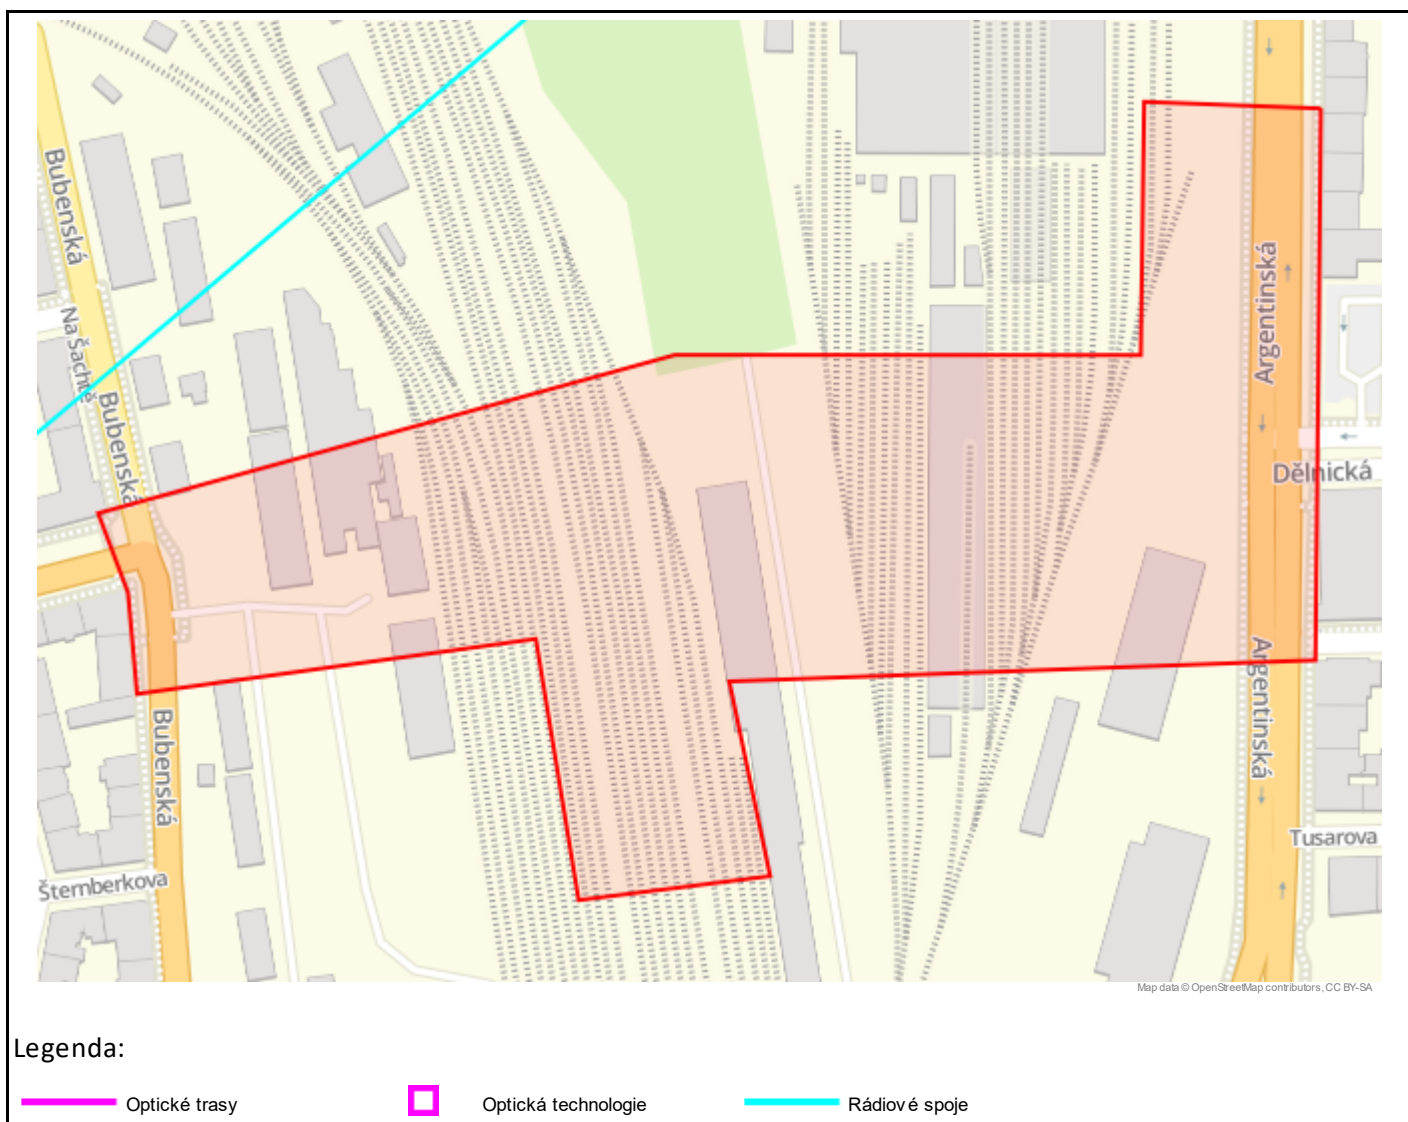 Bubenská
Na Šachtě
Bubenská
Argentinská
Dělnická
Argentinská
Bubenská
Tusarova
Šternberkova
Map data © OpenStreetMap contributors, CC BY-SA
Legenda:
Optické trasy
Optická technologie
Rádiové spoje